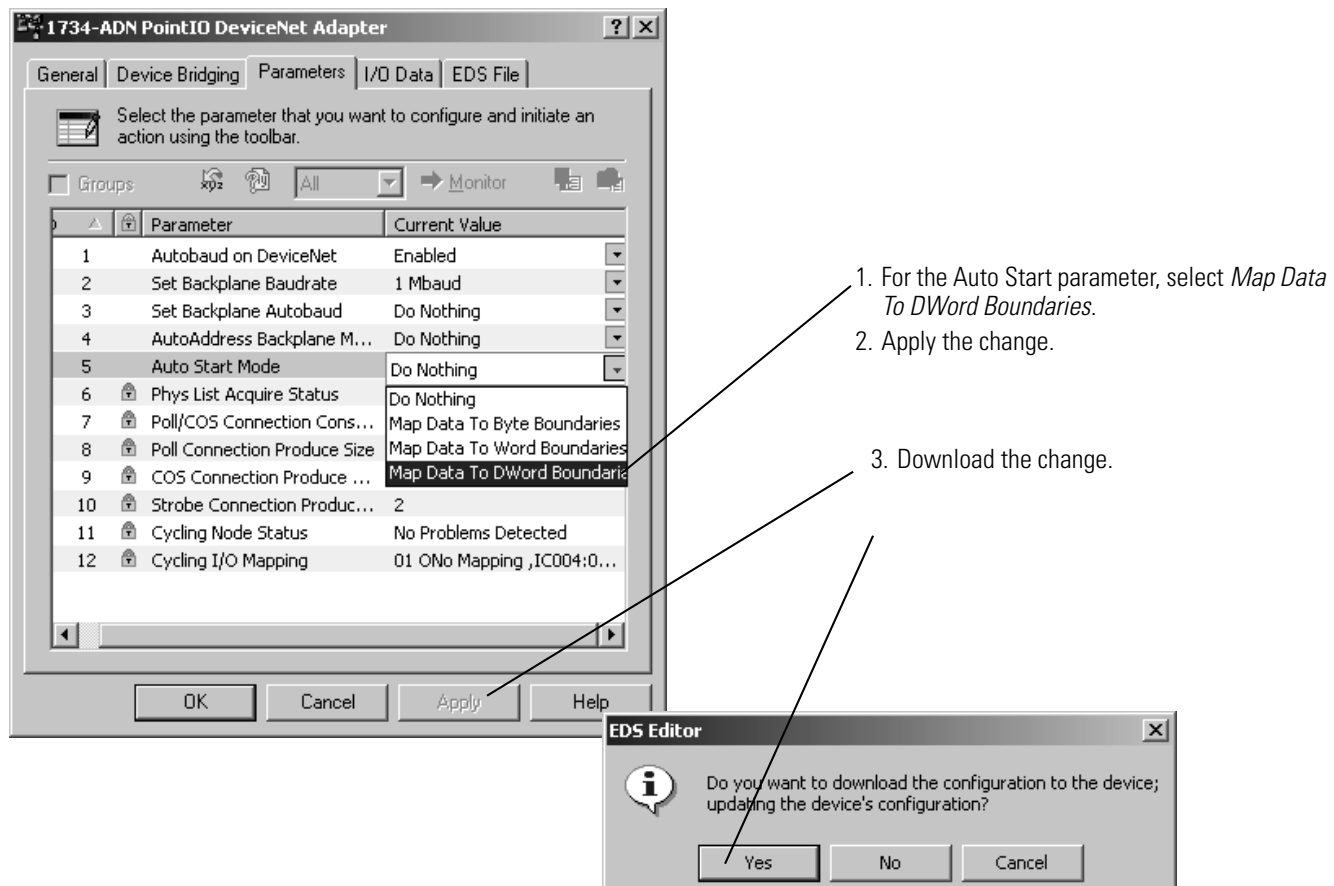 1734-ADN PointIO DeviceNet Adapter
General Device Bridging Parameters I/O Data EDS File
Select the parameter that you want to configure and initiate an
action using the toolbar.
Groups xyz All Monitor
Parameter Current Value
1 Autobaud on DeviceNet Enabled
2 Set Backplane Baudrate 1 Mbaud
3 Set Backplane Autobaud Do Nothing
4 AutoAddress Backplane M... Do Nothing
5 Auto Start Mode Do Nothing
6 Phys List Acquire Status Do Nothing
7 Poll/COS Connection Cons... Map Data To Byte Boundaries
8 Poll Connection Produce Size Map Data To Word Boundaries
9 COS Connection Produce ... Map Data To DWord Boundarie
10 Strobe Connection Produc... 2
11 Cycling Node Status No Problems Detected
12 Cycling I/O Mapping 01 ONo Mapping ,IC004:0...
OK Cancel Apply Help
1. For the Auto Start parameter, select Map Data
To DWord Boundaries.
2. Apply the change.
3. Download the change.
EDS Editor
Do you want to download the configuration to the device;
updating the device's configuration?
Yes No Cancel